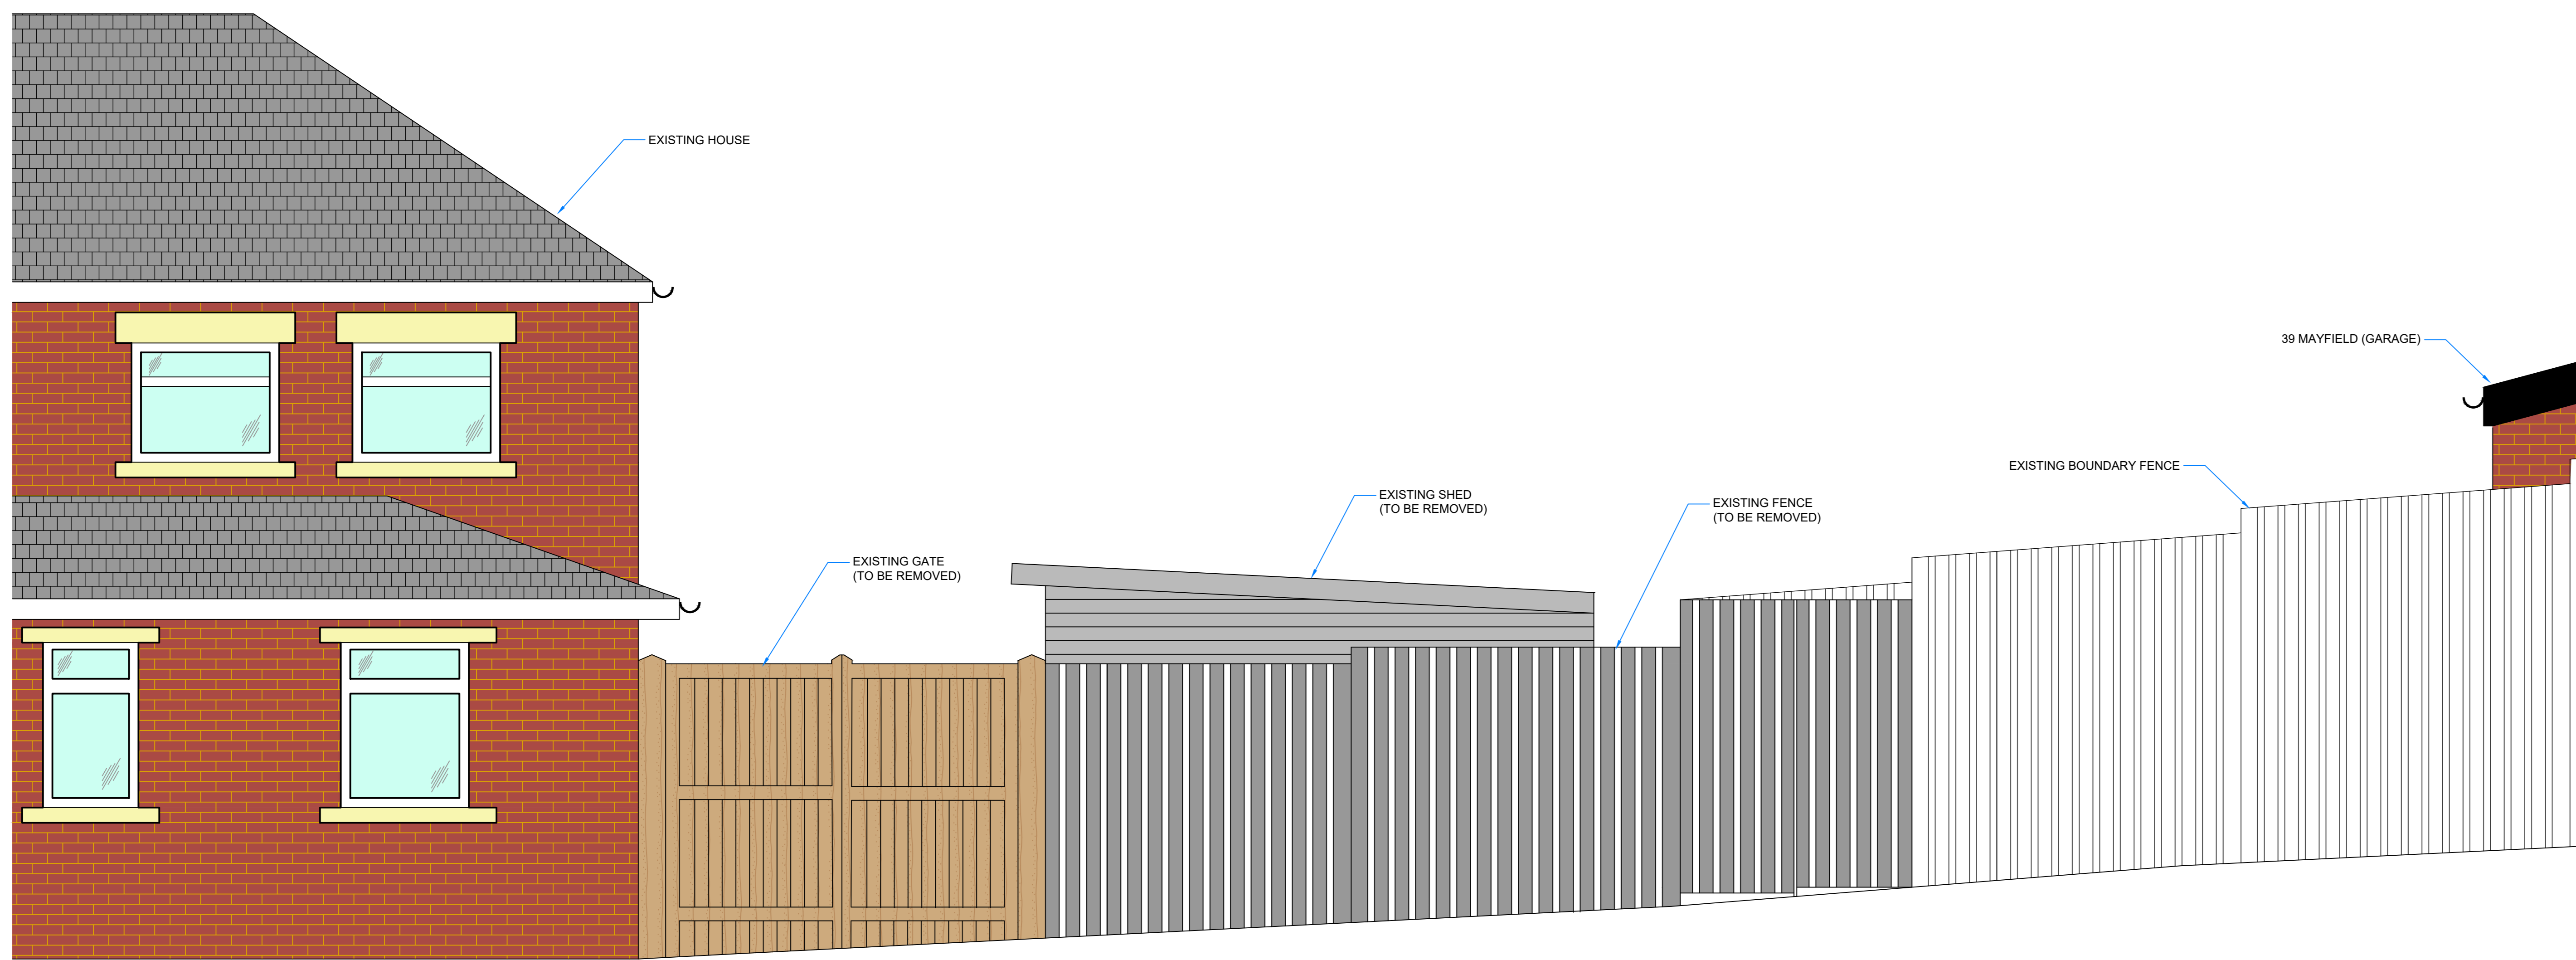 EXISTING HOUSE
39 MAYFIELD (GARAGE)
EXISTING BOUNDARY FENCE
EXISTING SHED
(TO BE REMOVED)
EXISTING FENCE
(TO BE REMOVED)
EXISTING GATE
(TO BE REMOVED)